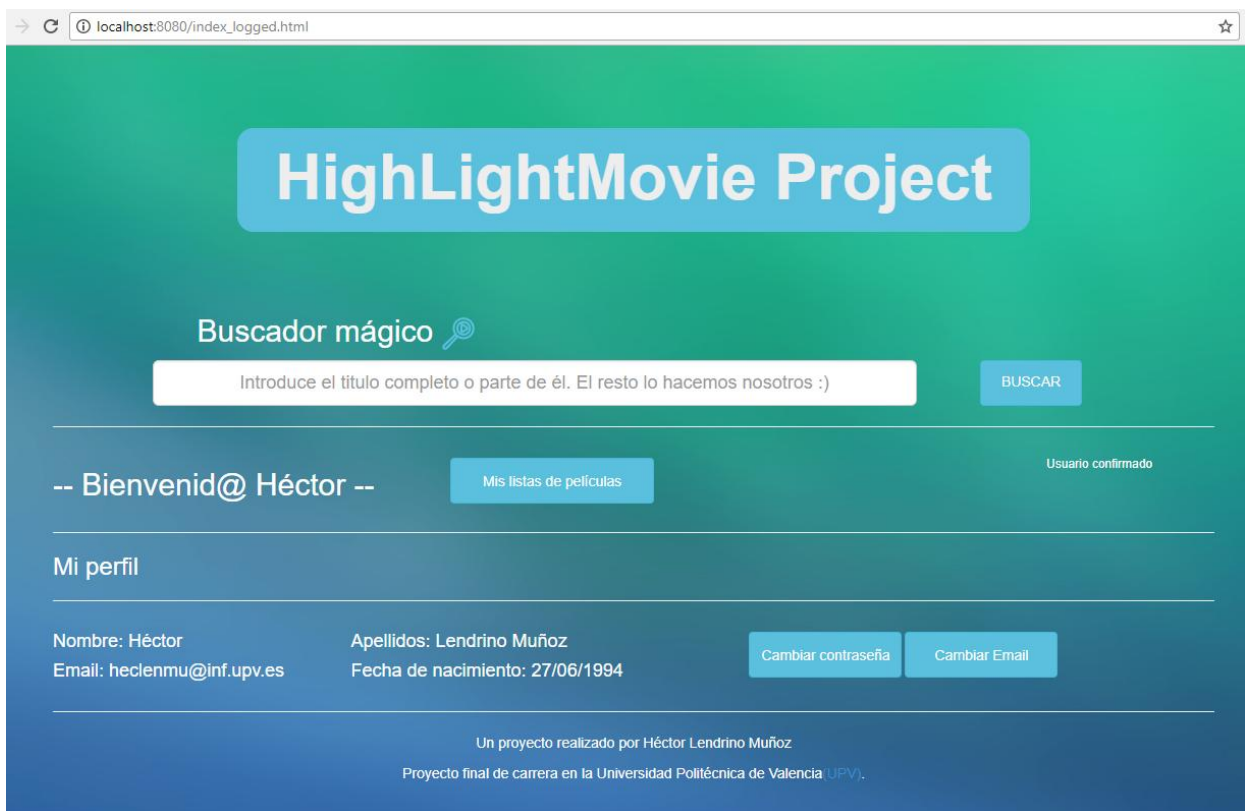 localhost:8080/index_logged.html
HighLightMovie Project
Buscador mágico
Introduce el titulo completo o parte de él. El resto lo hacemos nosotros :)
BUSCAR
-- Bienvenid@ Héctor --
Mis listas de películas
Usuario confirmado
Mi perfil
Nombre: Héctor
Apellidos: Lendrino Muñoz
Email: heclenmu@inf.upv.es
Fecha de nacimiento: 27/06/1994
Cambiar contraseña
Cambiar Email
Un proyecto realizado por Héctor Lendrino Muñoz
Proyecto final de carrera en la Universidad Politécnica de Valencia(UPV).